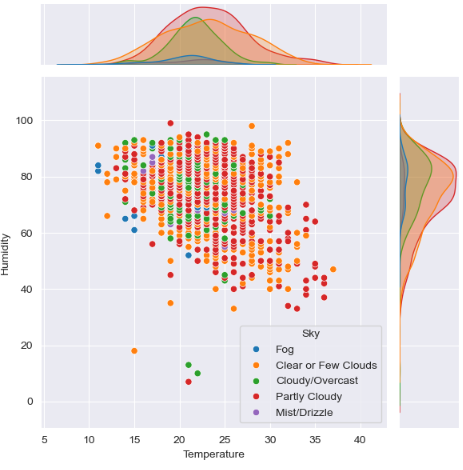 100
80
60
40
20
0
Humidity
5 10 15 20 25 30 35 40
Temperature
Sky
Fog
Clear or Few Clouds
Cloudy/Overcast
Partly Cloudy
Mist/Drizzle